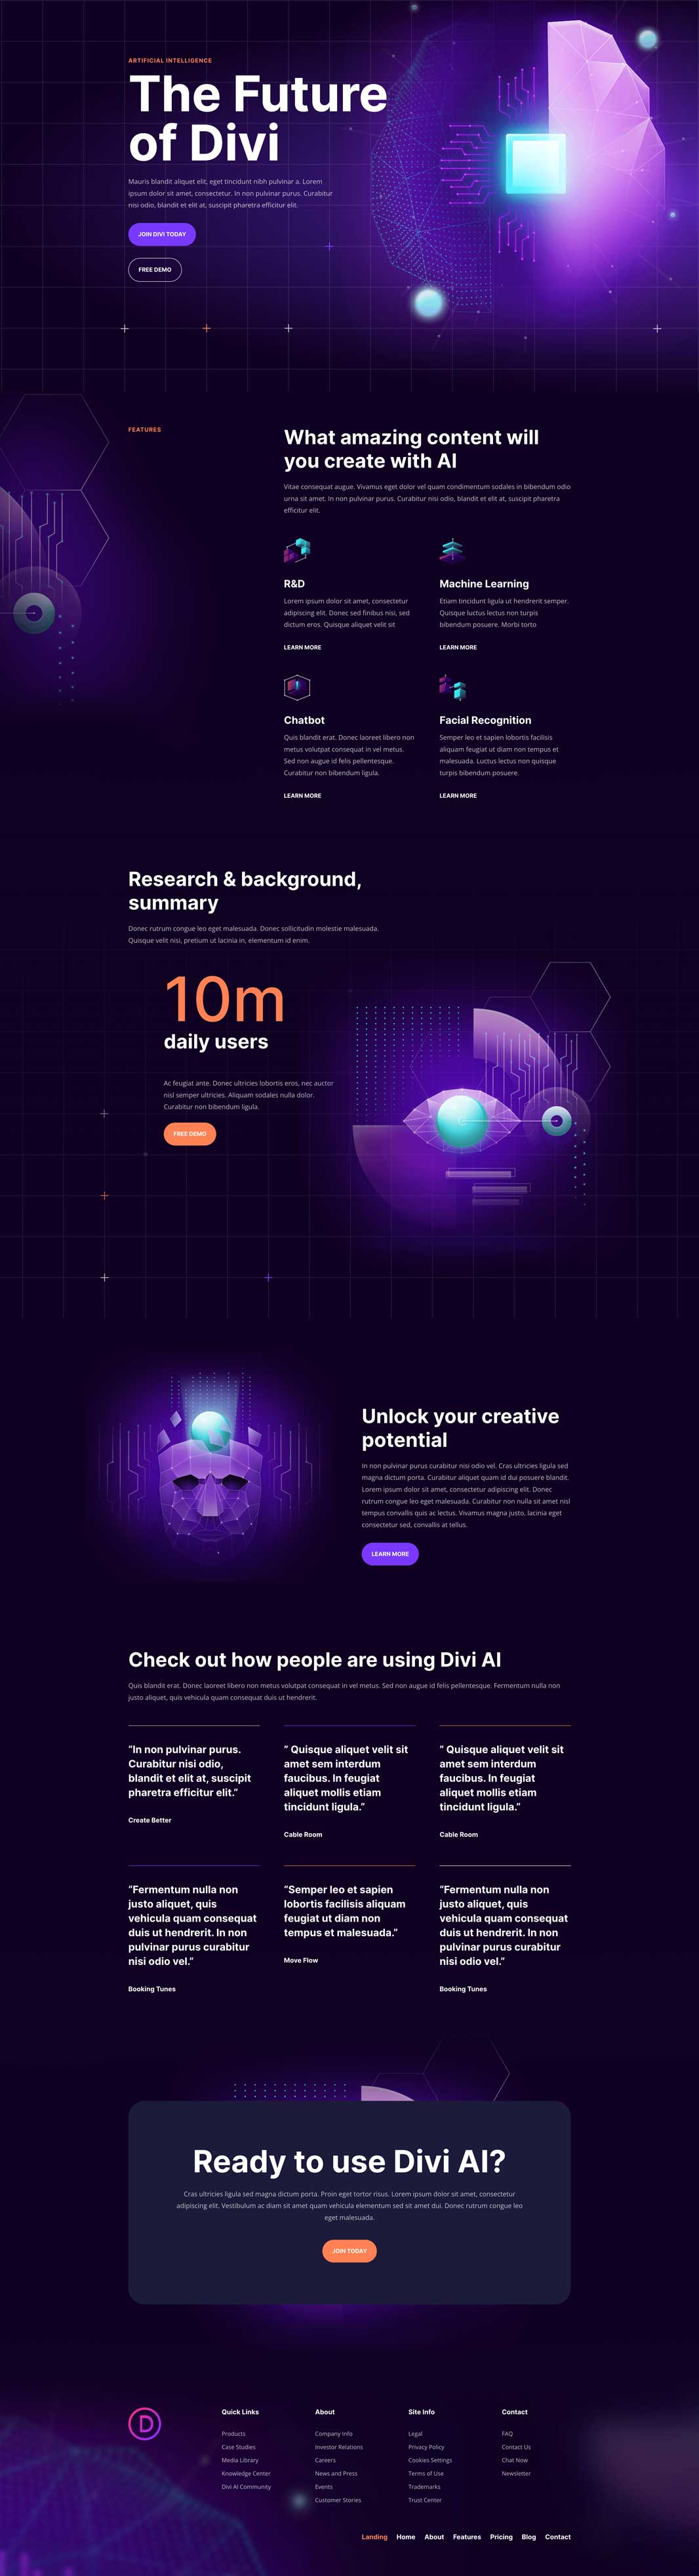 ARTIFICIAL INTELLIGENCE
The Future
of Divi
Mauris blandit aliquet elit, eget tincidunt nibh pulvinar a. Lorem
ipsum dolor sit amet, consectetur. In non pulvinar purus. Curabitur
nisi odio, blandit et elit at, suscipit pharetra efficitur elit.
JOIN DIVI TODAY
FREE DEMO
FEATURES
What amazing content will
you create with AI
Vitae consequat augue. Vivamus eget dolor vel quam condimentum sodales in bibendum odio
urna sit amet. In non pulvinar purus. Curabitur nisi odio, blandit et elit at, suscipit pharetra
efficitur elit.
R&D
Lorem ipsum dolor sit amet, consectetur
adipiscing elit. Donec sed finibus nisi, sed
dictum eros. Quisque aliquet velit sit
LEARN MORE
Machine Learning
Etiam tincidunt ligula ut hendrerit semper.
Quisque luctus lectus non turpis
bibendum posuere. Morbi torto
LEARN MORE
Chatbot
Quis blandit erat. Donec laoreet libero non
metus volutpat consequat in vel metus.
Sed non augue id felis pellentesque.
Curabitur non bibendum ligula.
LEARN MORE
Facial Recognition
Semper leo et sapien lobortis facilisis
aliquam feugiat ut diam non tempus et
malesuada. Luctus lectus non quisque
turpis bibendum posuere.
LEARN MORE
Research & background,
summary
Donec rutrum congue leo eget malesuada. Donec sollicitudin molestie malesuada.
Quisque velit nisi, pretium ut lacinia in, elementum id enim.
10m
daily users
Ac feugiat ante. Donec ultricies lobortis eros, nec auctor
nisl semper ultricies. Aliquam sodales nulla dolor.
Curabitur non bibendum ligula.
FREE DEMO
Unlock your creative
potential
In non pulvinar purus curabitur nisi odio vel. Cras ultricies ligula sed
magna dictum porta. Curabitur aliquet quam id dui posuere blandit.
Lorem ipsum dolor sit amet, consectetur adipiscing elit. Donec
rutrum congue leo eget malesuada. Curabitur non nulla sit amet nisl
tempus convallis quis ac lectus. Vivamus magna justo, lacinia eget
consectetur sed, convallis at tellus.
LEARN MORE
Check out how people are using Divi AI
Quis blandit erat. Donec laoreet libero non metus volutpat consequat in vel metus. Sed non augue id felis pellentesque. Fermentum nulla non
justo aliquet, quis vehicula quam consequat duis ut hendrerit.
“In non pulvinar purus.
Curabitur nisi odio,
blandit et elit at, suscipit
pharetra efficitur elit.”
Create Better
” Quisque aliquet velit sit
amet sem interdum
faucibus. In feugiat
aliquet mollis etiam
tincidunt ligula.”
Cable Room
” Quisque aliquet velit sit
amet sem interdum
faucibus. In feugiat
aliquet mollis etiam
tincidunt ligula.”
Cable Room
“Fermentum nulla non
justo aliquet, quis
vehicula quam consequat
duis ut hendrerit. In non
pulvinar purus curabitur
nisi odio vel.”
Booking Tunes
“Semper leo et sapien
lobortis facilisis aliquam
feugiat ut diam non
tempus et malesuada.”
Move Flow
“Fermentum nulla non
justo aliquet, quis
vehicula quam consequat
duis ut hendrerit. In non
pulvinar purus curabitur
nisi odio vel.”
Booking Tunes
Ready to use Divi AI?
Cras ultricies ligula sed magna dictum porta. Proin eget tortor risus. Lorem ipsum dolor sit amet, consectetur
adipiscing elit. Vestibulum ac diam sit amet quam vehicula elementum sed sit amet dui. Donec rutrum congue leo
eget malesuada.
JOIN TODAY
D
Quick Links
Products
Case Studies
Media Library
Knowledge Center
Divi AI Community
About
Company Info
Investor Relations
Careers
News and Press
Events
Customer Stories
Site Info
Legal
Privacy Policy
Cookies Settings
Terms of Use
Trademarks
Trust Center
Contact
FAQ
Contact Us
Chat Now
Newsletter
Landing Home About Features Pricing Blog Contact